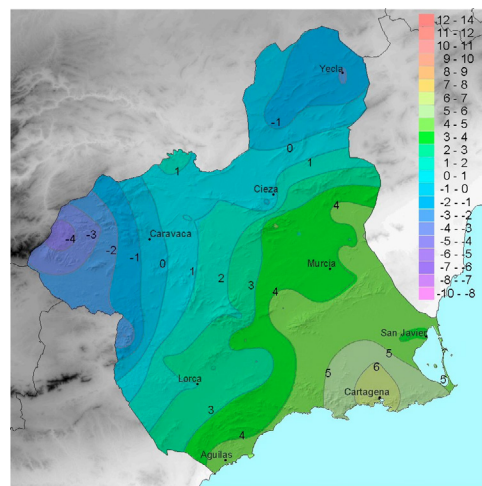 12 - 14
11 - 12
10 - 11
9 - 10
8 - 9
7 - 8
6 - 7
5 - 6
4 - 5
3 - 4
2 - 3
1 - 2
0 - 1
-1 - 0
-2 - -1
-3 - -2
-4 - -3
-5 - -4
-6 - -5
-7 - -6
-8 - -7
-10 - -8
Yecla
-1
0
1
1
Cieza
4
-4
-3
-2
-1
Caravaca
0
1
2
3
4
Murcia
San Javier
5
5
6
5
Lorca
Cartagena
3
4
Aguilas